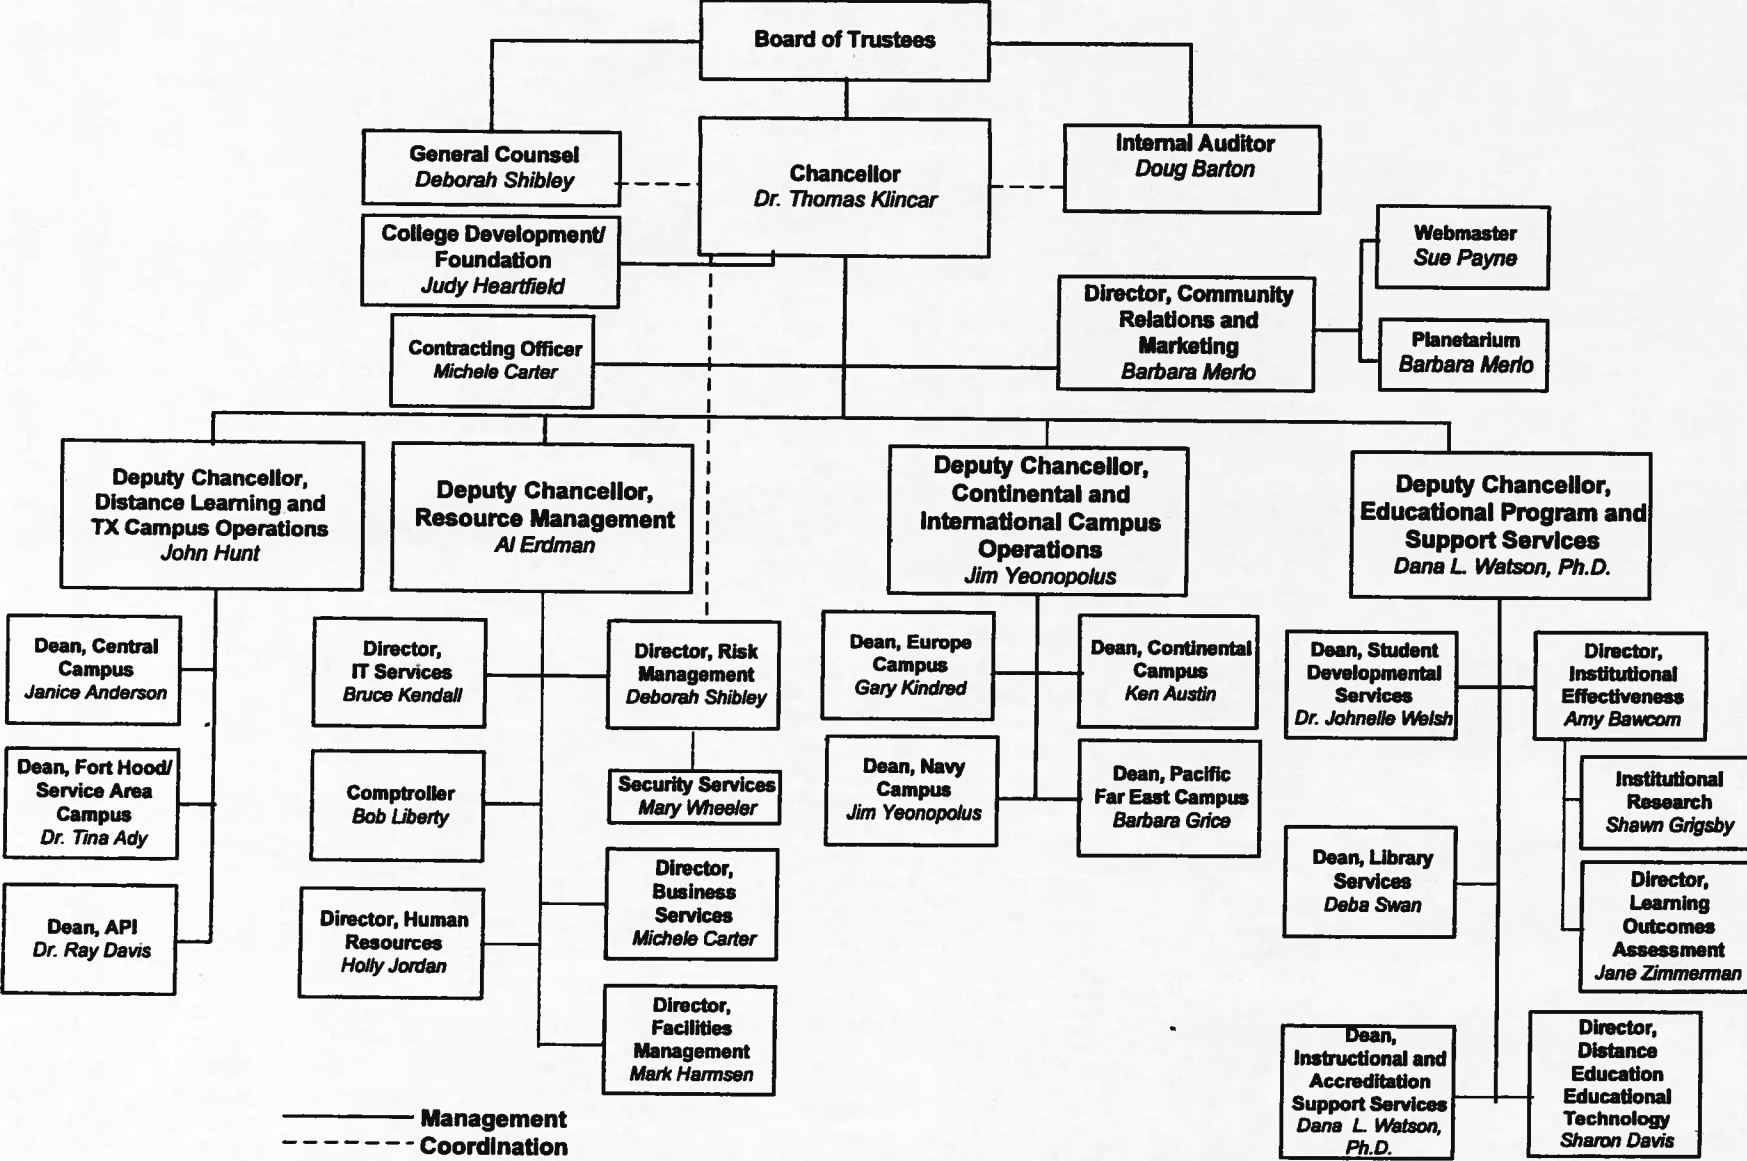 Board of Trustees
General Counsel
Deborah Shibley
Chancellor
Dr. Thomas Klincar
Internal Auditor
Doug Barton
College Development/
Foundation
Judy Heartfield
Webmaster
Sue Payne
Director, Community
Relations and
Marketing
Barbara Merlo
Planetarium
Barbara Merlo
Contracting Officer
Michele Carter
Deputy Chancellor,
Distance Learning and
TX Campus Operations
John Hunt
Deputy Chancellor,
Resource Management
Al Erdman
Deputy Chancellor,
Continental and
International Campus
Operations
Jim Yeonopolus
Deputy Chancellor,
Educational Program and
Support Services
Dana L. Watson, Ph.D.
Dean, Central
Campus
Janice Anderson
Dean, Fort Hood/
Service Area
Campus
Dr. Tina Ady
Dean, API
Dr. Ray Davis
Director,
IT Services
Bruce Kendall
Director, Risk
Management
Deborah Shibley
Comptroller
Bob Liberty
Security Services
Mary Wheeler
Director, Human
Resources
Holly Jordan
Director,
Business
Services
Michele Carter
Director,
Facilities
Management
Mark Harmsen
Dean, Europe
Campus
Gary Kindred
Dean, Continental
Campus
Ken Austin
Dean, Navy
Campus
Jim Yeonopolus
Dean, Pacific
Far East Campus
Barbara Grice
Dean, Student
Developmental
Services
Dr. Johnelle Welsh
Director,
Institutional
Effectiveness
Amy Bawcom
Institutional
Research
Shawn Grigsby
Dean, Library
Services
Deba Swan
Director,
Learning
Outcomes
Assessment
Jane Zimmerman
Dean,
Instructional and
Accreditation
Support Services
Dana L. Watson,
Ph.D.
Director,
Distance
Education
Educational
Technology
Sharon Davis
Management
Coordination